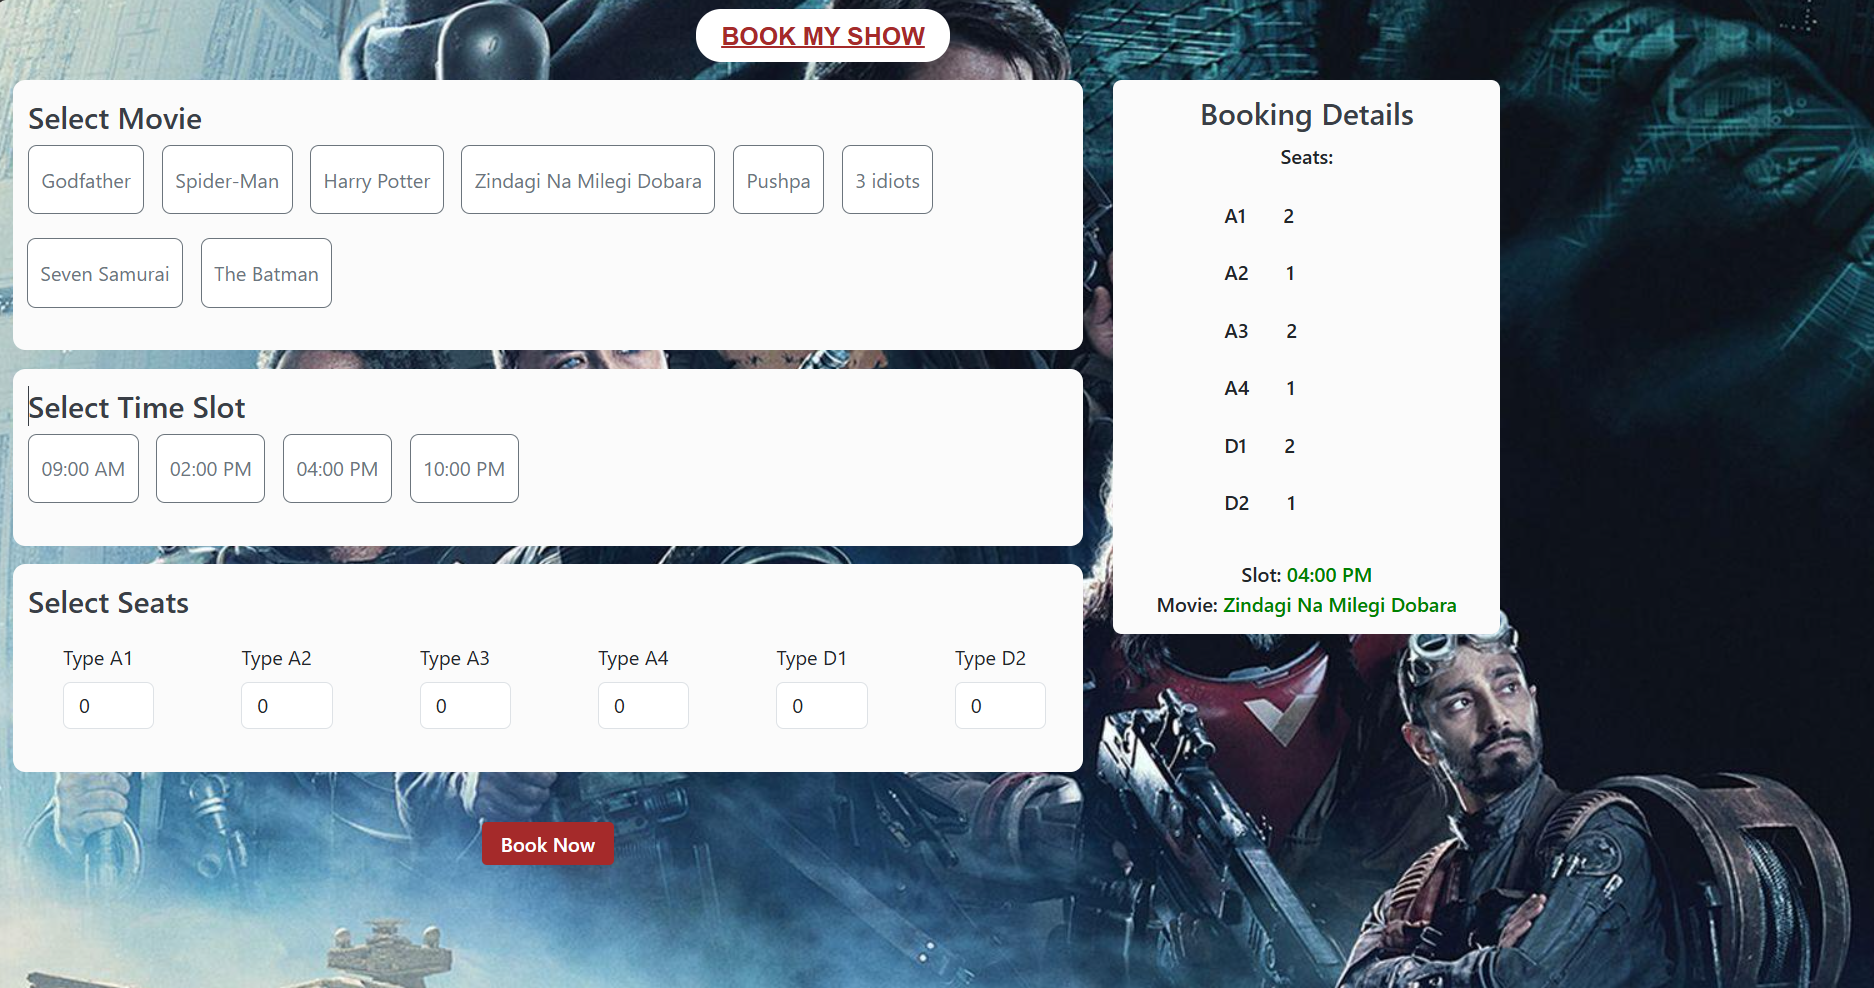 BOOK MY SHOW
Select Movie
Godfather
Spider-Man
Harry Potter
Zindagi Na Milegi Dobara
Pushpa
3 idiots
Seven Samurai
The Batman
Select Time Slot
09:00 AM
02:00 PM
04:00 PM
10:00 PM
Select Seats
Type A1
Type A2
Type A3
Type A4
Type D1
Type D2
0
0
0
0
0
0
Book Now
Booking Details
Seats:
A1 2
A2 1
A3 2
A4 1
D1 2
D2 1
Slot: 04:00 PM
Movie: Zindagi Na Milegi Dobara